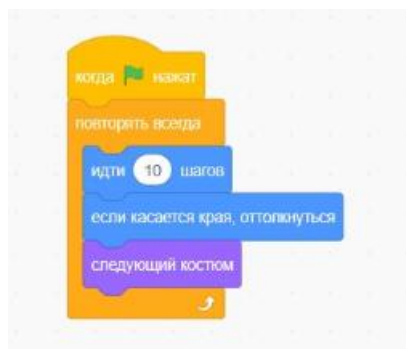 когда нажат
повторять всегда
идти 10 шагов
если касается края, оттолкнуться
следующий костюм